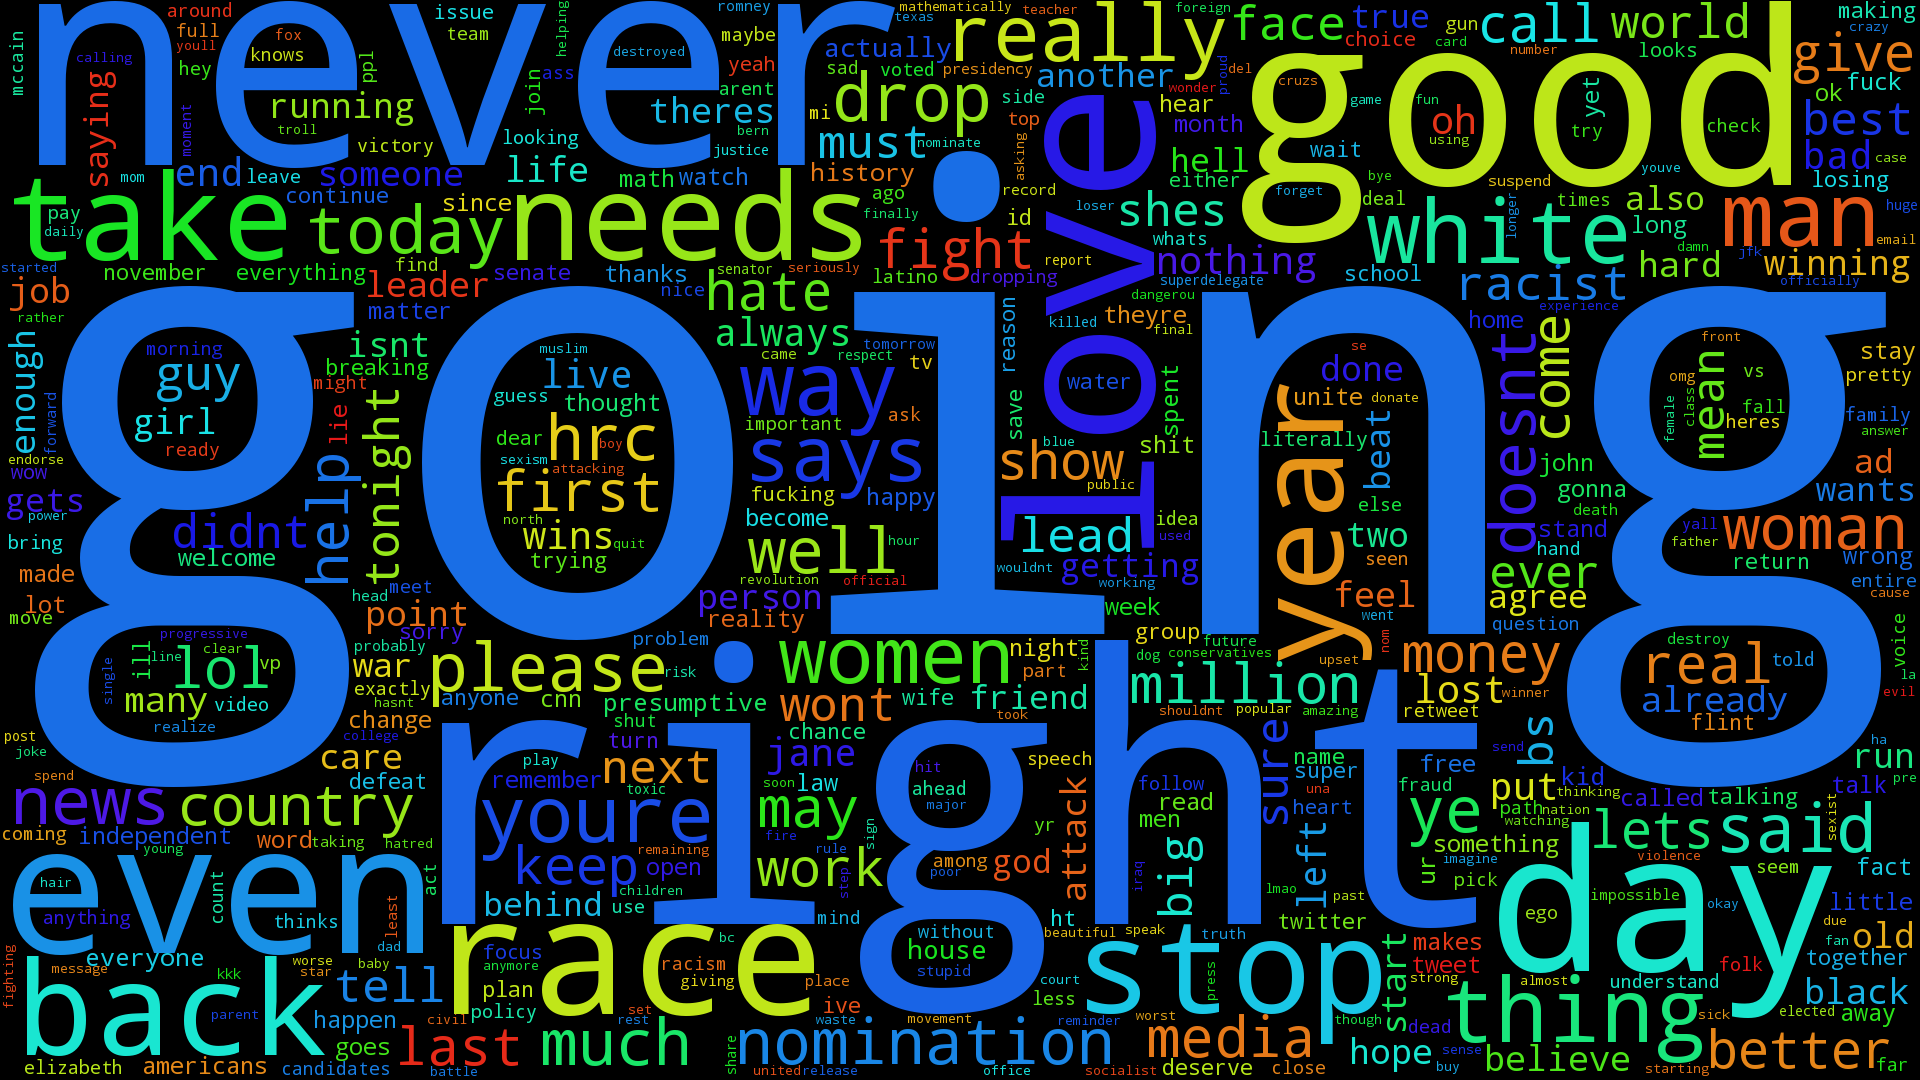 never
good
going
right
love
day
even
back
race
stop
take
needs
today
really
drop
white
man
woman
year
thing
nomination
media
better
last
much
said
lets
country
news
youre
keep
work
may
next
women
please
million
money
lost
real
already
wont
friend
well
says
way
hate
always
first
hrc
wins
tonight
help
didnt
guy
girl
lol
many
fight
nothing
shes
hell
racist
doesnt
come
mean
ever
agree
show
lead
getting
person
point
feel
done
beat
two
face
call
world
give
best
bad
true
another
actually
theres
must
life
someone
end
running
saying
job
leader
isnt
live
thought
enough
gets
war
care
change
jane
sure
attack
god
big
left
start
behind
tell
everyone
happen
goes
americans
candidates
elizabeth
hope
believe
black
old
together
little
understand
something
put
kid
bs
ye
run
talk
talking
called
flint
wants
ad
wrong
return
entire
stand
gonna
john
hard
long
also
winning
losing
making
around
full
youll
fox
knows
hey
issue
team
ppl
calling
troll
victory
looking
join
helping
destroyed
romney
maybe
yeah
arent
bern
justice
mathematically
texas
teacher
foreign
sad
voted
presidency
mi
side
top
hear
month
either
wonder
del
proud
choice
gun
card
number
cruzs
game
fun
oh
using
yet
try
check
looks
crazy
fuck
ok
case
youve
suspend
times
huge
email
damn
jfk
officially
mccain
moment
mom
leave
continue
since
math
watch
history
nominate
asking
ago
finally
record
id
loser
whats
wait
forget
bye
deal
longer
pay
daily
started
november
everything
find
senate
thanks
nice
senator
seriously
latino
dropping
report
superdelegate
school
rather
matter
breaking
morning
might
lie
ready
forward
endorse
wow
power
bring
made
lot
move
welcome
muslim
guess
dear
sexism
boy
attacking
north
quit
trying
came
respect
tomorrow
tv
important
ask
fucking
happy
become
hour
revolution
official
reality
reason
save
water
killed
dangerou
theyre
final
spent
shit
blue
public
idea
used
wouldnt
working
week
group
future
conservatives
dog
kind
se
unite
donate
literally
else
seen
went
nom
upset
home
experience
front
omg
vs
class
female
fall
heres
stay
pretty
family
answer
death
hand
yall
father
question
cause
destroy
told
voice
la
evil
meet
head
sorry
probably
exactly
hasnt
anyone
problem
risk
cnn
presumptive
wife
night
part
took
shut
turn
chance
law
soon
speech
shouldnt
popular
amazing
winner
retweet
name
super
free
fraud
heart
send
path
nation
thinking
watching
sexist
ha
pre
progressive
clear
line
vp
ill
single
video
realize
college
post
joke
spend
coming
independent
word
taking
hatred
young
defeat
remember
play
toxic
remaining
open
children
use
fire
rule
step
sign
hit
ahead
major
among
poor
yr
men
read
follow
una
lmao
past
twitter
ur
pick
imagine
violence
seem
fact
impossible
okay
due
fan
ego
hair
anything
thinks
count
act
least
dad
worse
star
baby
message
kkk
fighting
parent
civil
battle
policy
plan
focus
anymore
bc
racism
giving
set
rest
place
ive
mind
without
house
stupid
ht
beautiful
speak
truth
court
less
press
movement
reminder
worst
though
office
socialist
share
united
release
waste
deserve
close
makes
tweet
strong
dead
sense
buy
almost
folk
sick
elected
away
starting
far